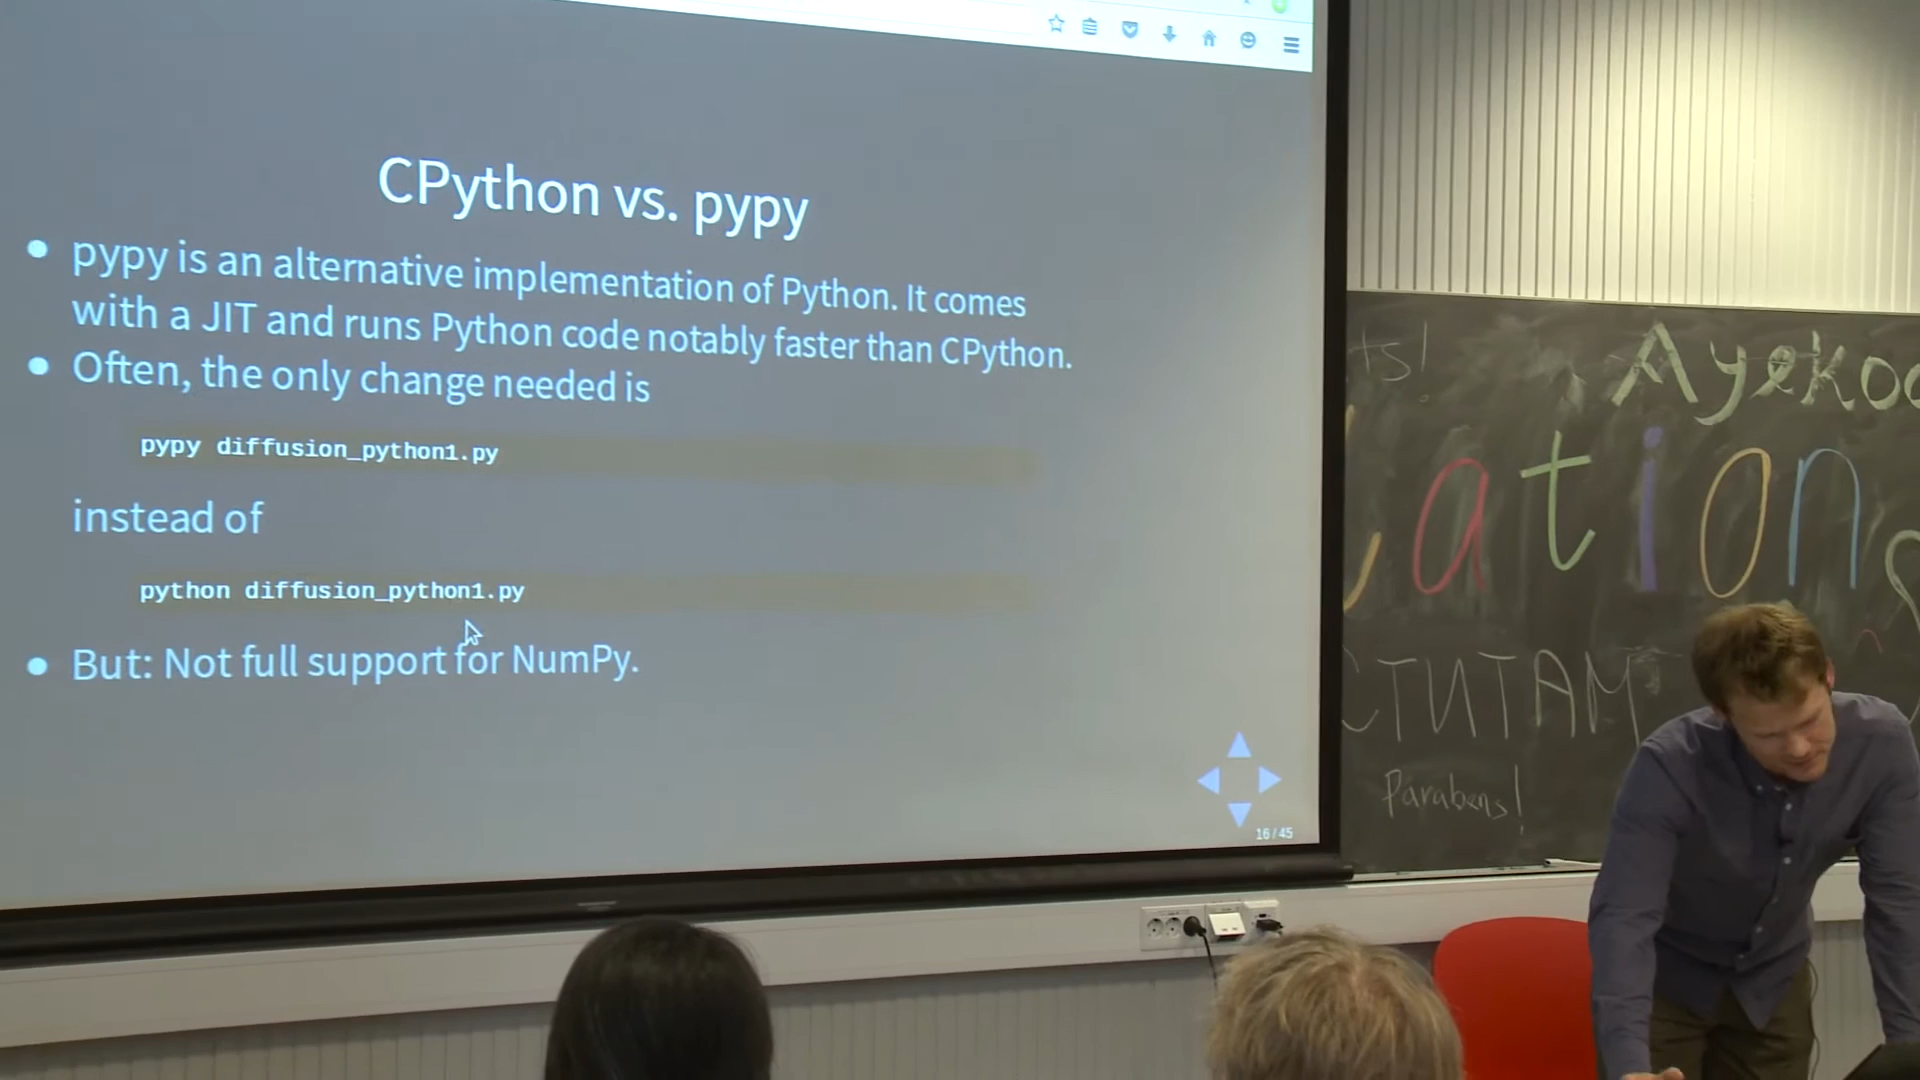 CPython vs. pypy
pypy is an alternative implementation of Python. It comes
with a JIT and runs Python code notably faster than CPython.
Often, the only change needed is
pypy diffusion_python1.py
instead of
python diffusion_python1.py
But: Not full support for NumPy.
16/45
ts!
Ayekoo
ation
СТИТАМ
Parabens!